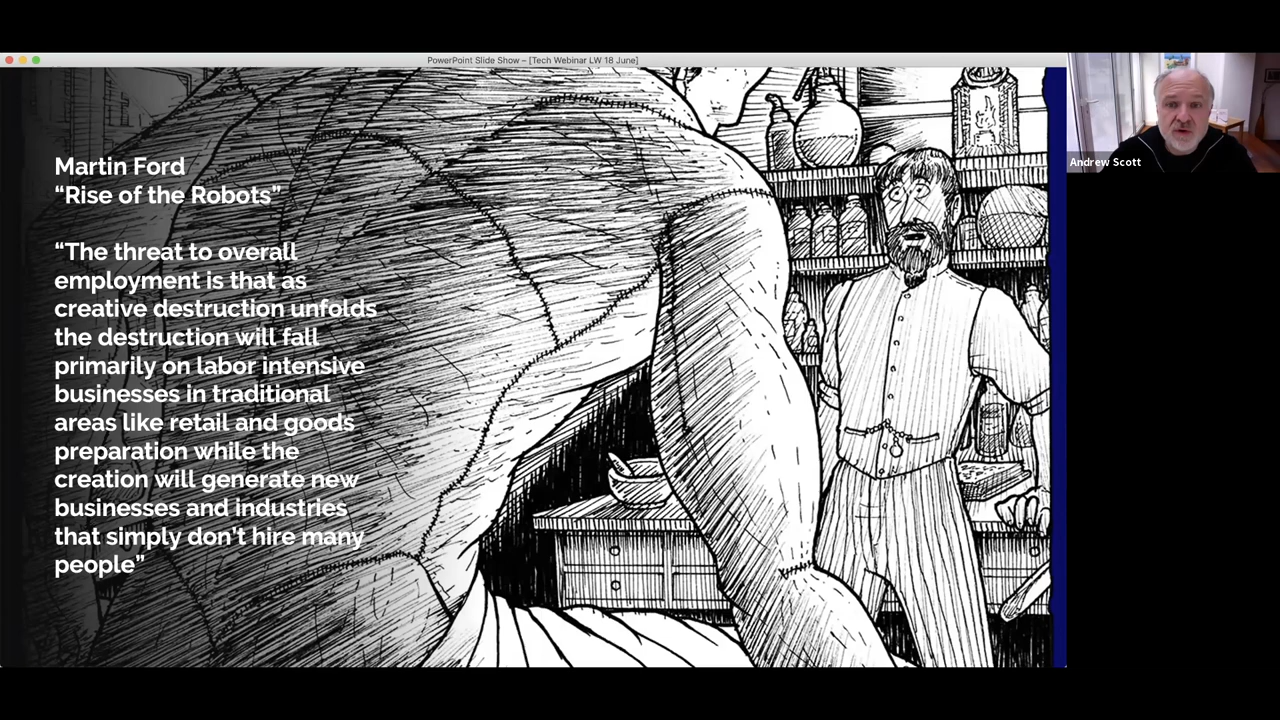 PowerPoint Slide Show – [Tech Webinar LW 18 June]
Martin Ford
“Rise of the Robots”
“The threat to overall
employment is that as
creative destruction unfolds
the destruction will fall
primarily on labor intensive
businesses in traditional
areas like retail and goods
preparation while the
creation will generate new
businesses and industries
that simply don’t hire many
people”
Andrew Scott